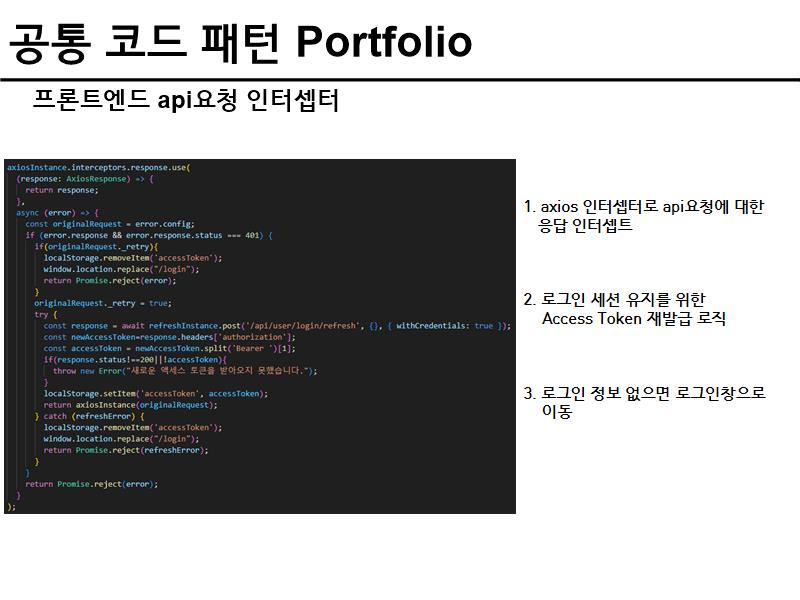 공통 코드 패턴 Portfolio
프론트엔드 api요청 인터셉터
axiosInstance.interceptors.response.use(
(response: AxiosResponse) => {
return response;
},
async (error) => {
const originalRequest = error.config;
if (error.response && error.response.status === 401) {
if(originalRequest._retry){
localStorage.removeItem('accessToken');
window.location.replace("/login");
return Promise.reject(error);
}
originalRequest._retry = true;
try {
const response = await refreshInstance.post('/api/user/login/refresh', {}, { withCredentials: true });
const newAccessToken=response.headers['authorization'];
const accessToken = newAccessToken.split('Bearer ')[1];
if(response.status!==200||!accessToken){
throw new Error("새로운 액세스 토큰을 받아오지 못했습니다.");
}
localStorage.setItem('accessToken', accessToken);
return axiosInstance(originalRequest);
} catch (refreshError) {
localStorage.removeItem('accessToken');
window.location.replace("/login");
return Promise.reject(refreshError);
}
}
return Promise.reject(error);
}
);
1. axios 인터셉터로 api요청에 대한
응답 인터셉트
2. 로그인 세션 유지를 위한
Access Token 재발급 로직
3. 로그인 정보 없으면 로그인창으로
이동